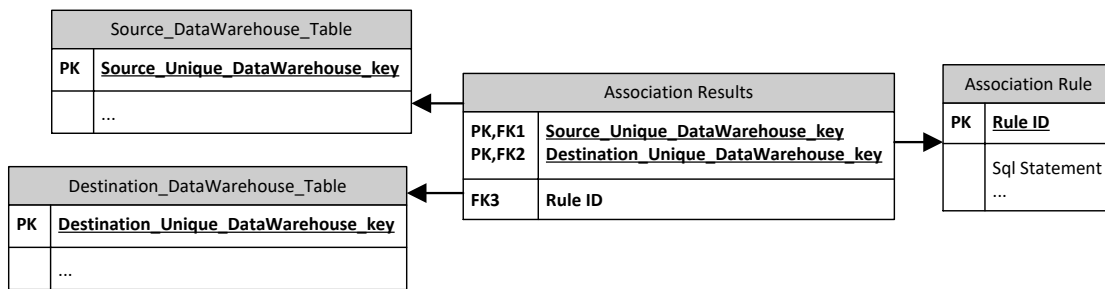 Source_DataWarehouse_Table
PK Source_Unique_DataWarehouse_key
...
Destination_DataWarehouse_Table
PK Destination_Unique_DataWarehouse_key
...
Association Results
PK,FK1 Source_Unique_DataWarehouse_key
PK,FK2 Destination_Unique_DataWarehouse_key
FK3 Rule ID
Association Rule
PK Rule ID
Sql Statement
...